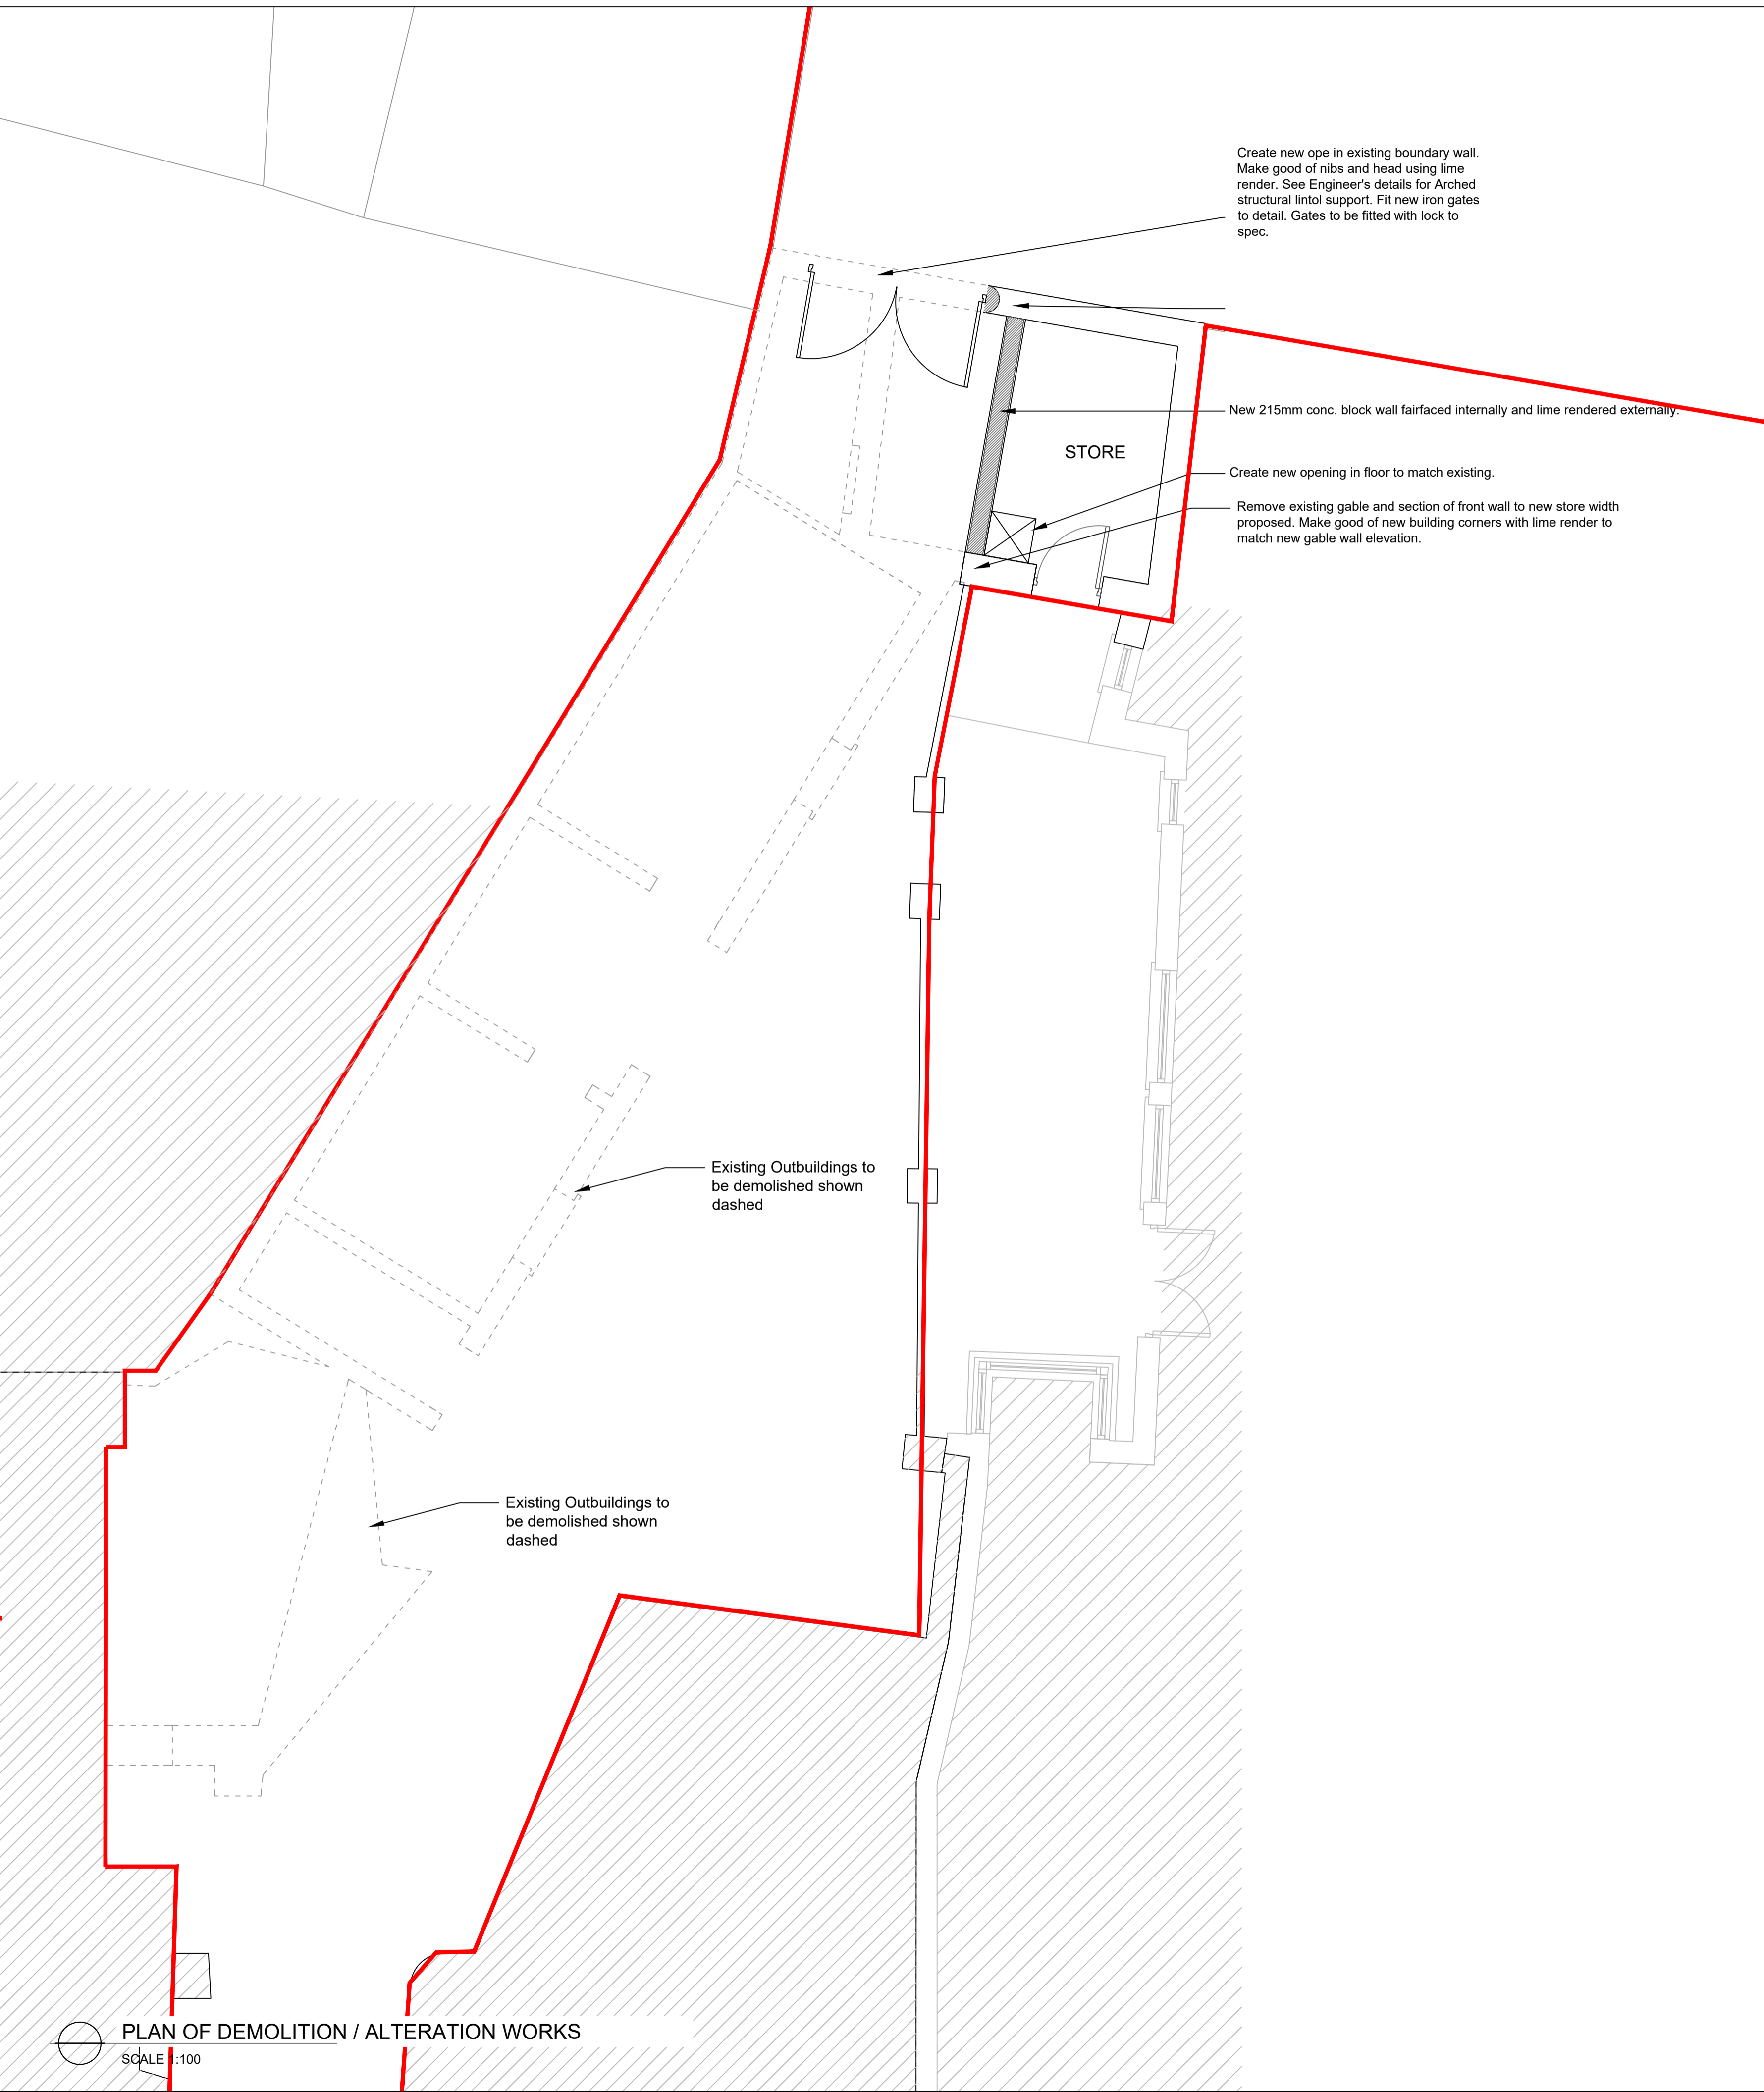 Create new ope in existing boundary wall.
Make good of nibs and head using lime
render. See Engineer's details for Arched
structural lintol support. Fit new iron gates
to detail. Gates to be fitted with lock to
spec.
New 215mm conc. block wall fairfaced internally and lime rendered externally.
STORE
Create new opening in floor to match existing.
Remove existing gable and section of front wall to new store width
proposed. Make good of new building corners with lime render to
match new gable wall elevation.
Existing Outbuildings to
be demolished shown
dashed
Existing Outbuildings to
be demolished shown
dashed
PLAN OF DEMOLITION / ALTERATION WORKS
SCALE 1:100